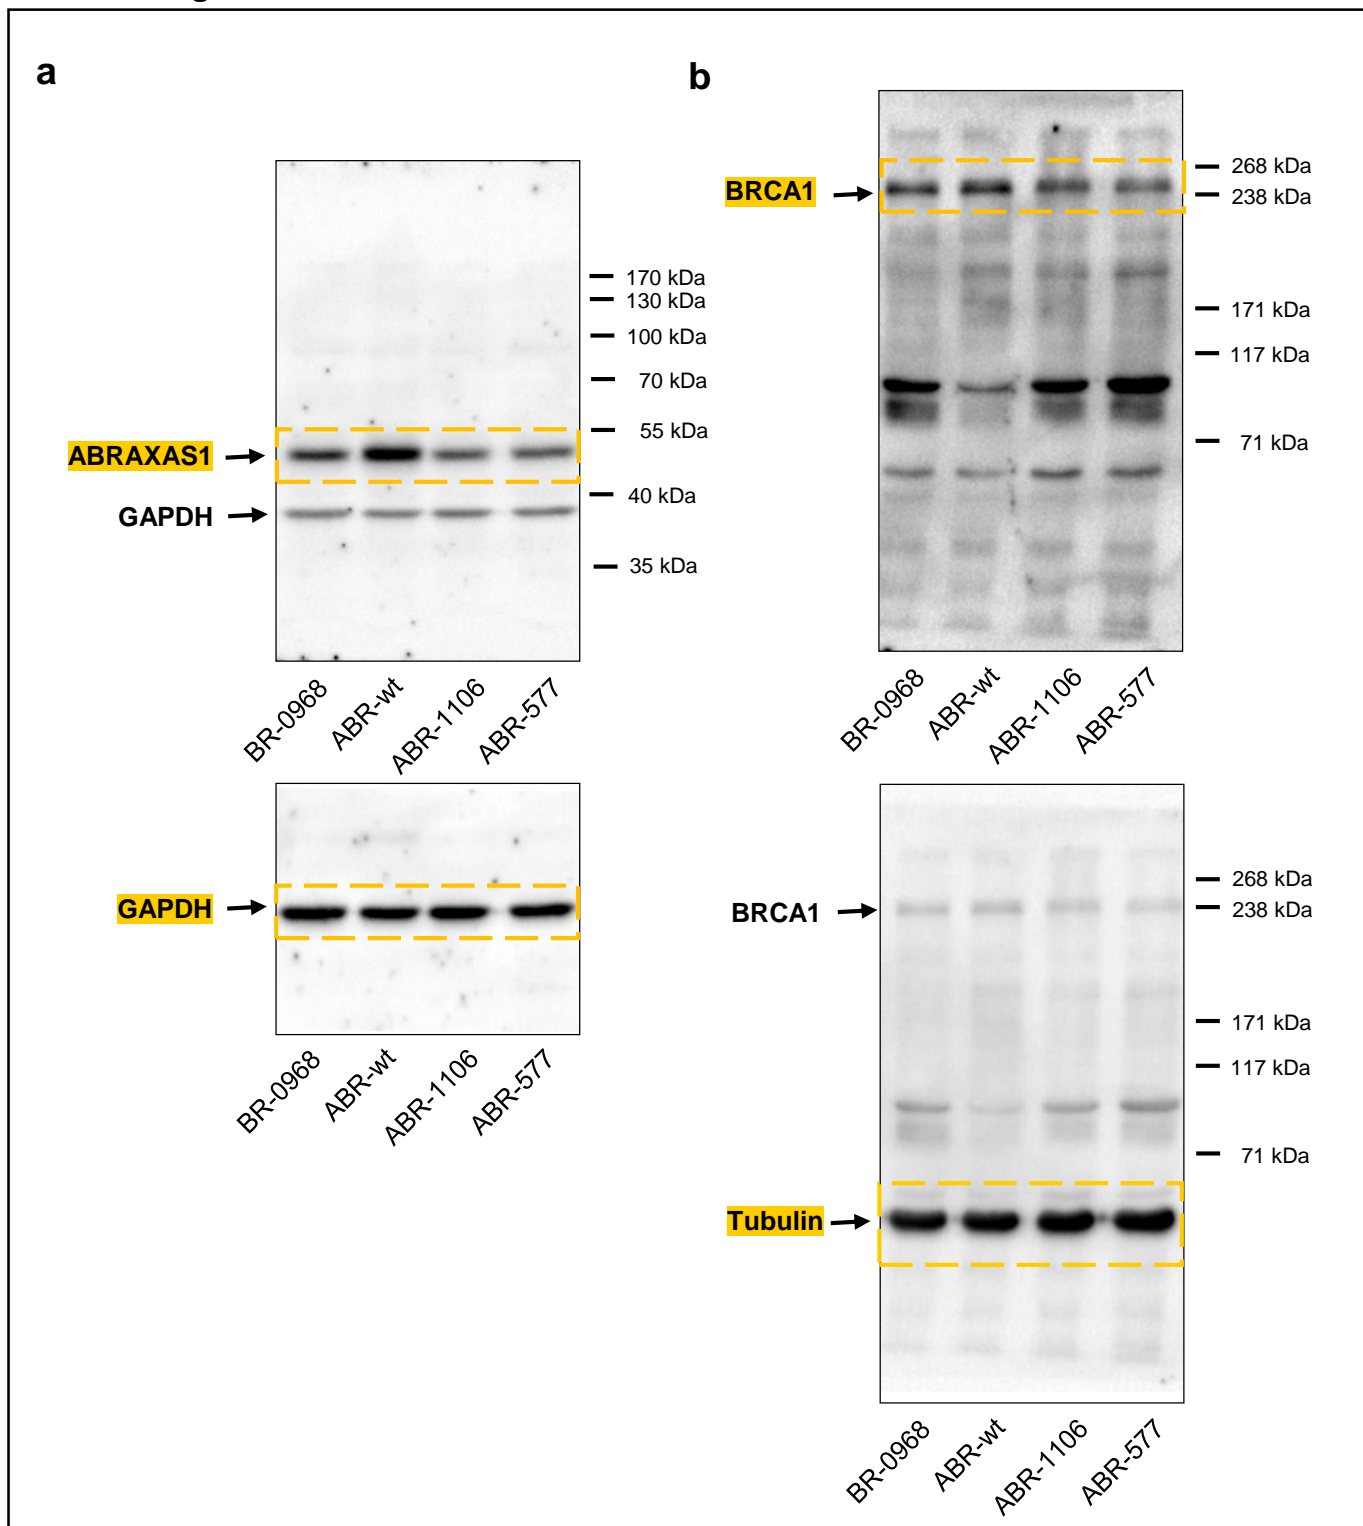 a
170 kDa
130 kDa
100 kDa
70 kDa
55 kDa
ABRAXAS1
40 kDa
GAPDH
35 kDa
BR-0968
ABR-wt
ABR-1106
ABR-577
GAPDH
BR-0968
ABR-wt
ABR-1106
ABR-577
b
268 kDa
BRCA1
238 kDa
171 kDa
117 kDa
71 kDa
BR-0968
ABR-wt
ABR-1106
ABR-577
268 kDa
BRCA1
238 kDa
171 kDa
117 kDa
71 kDa
Tubulin
BR-0968
ABR-wt
ABR-1106
ABR-577